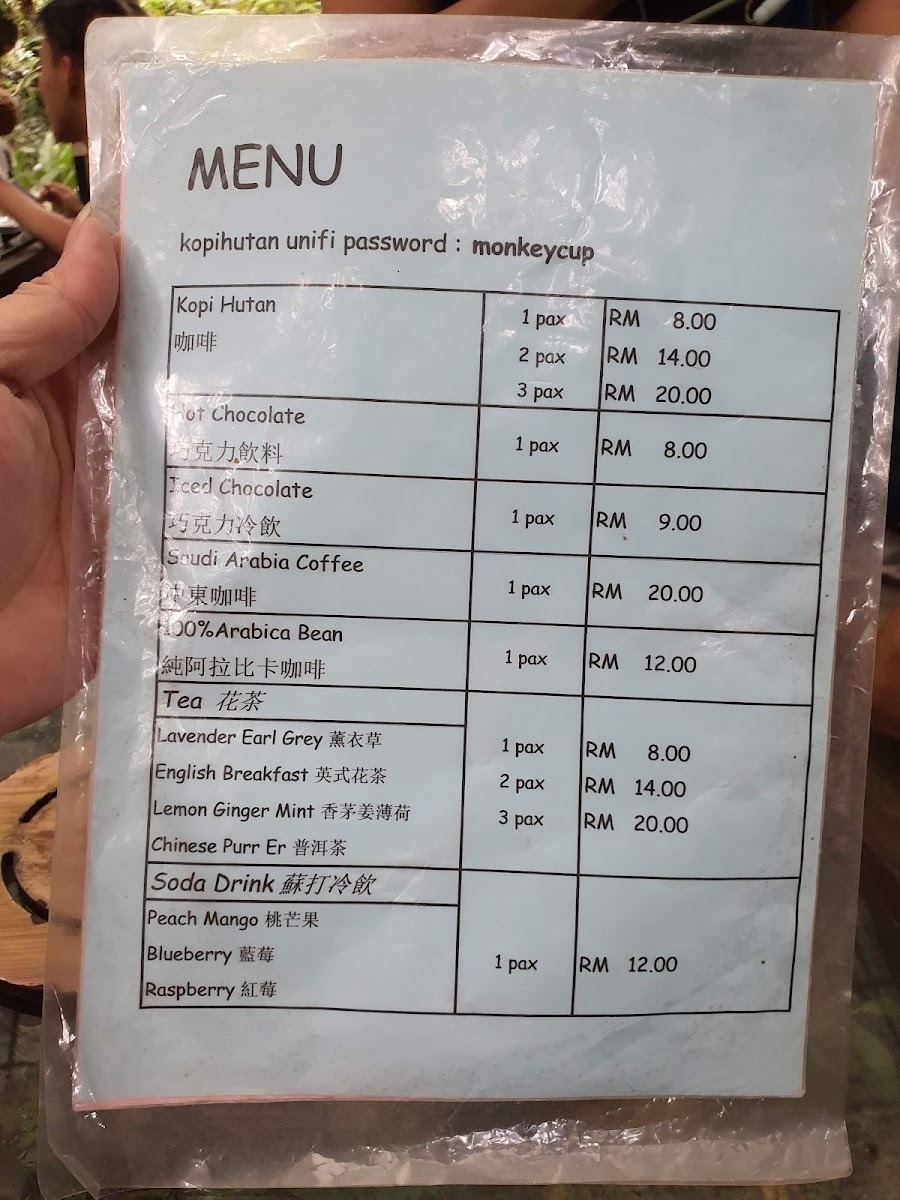 MENU
kopihutan unifi password : monkeycup
Kopi Hutan
咖啡
1 pax RM 8.00
2 pax RM 14.00
3 pax RM 20.00
Hot Chocolate
巧克力飲料
1 pax RM 8.00
Iced Chocolate
巧克力冷飲
1 pax RM 9.00
Saudi Arabia Coffee
中東咖啡
1 pax RM 20.00
100%Arabica Bean
純阿拉比卡咖啡
1 pax RM 12.00
Tea 花茶
Lavender Earl Grey 薰衣草
English Breakfast 英式花茶
Lemon Ginger Mint 香茅姜薄荷
Chinese Purr Er 普洱茶
1 pax RM 8.00
2 pax RM 14.00
3 pax RM 20.00
Soda Drink 蘇打冷飲
Peach Mango 桃芒果
Blueberry 藍莓
Raspberry 紅莓
1 pax RM 12.00